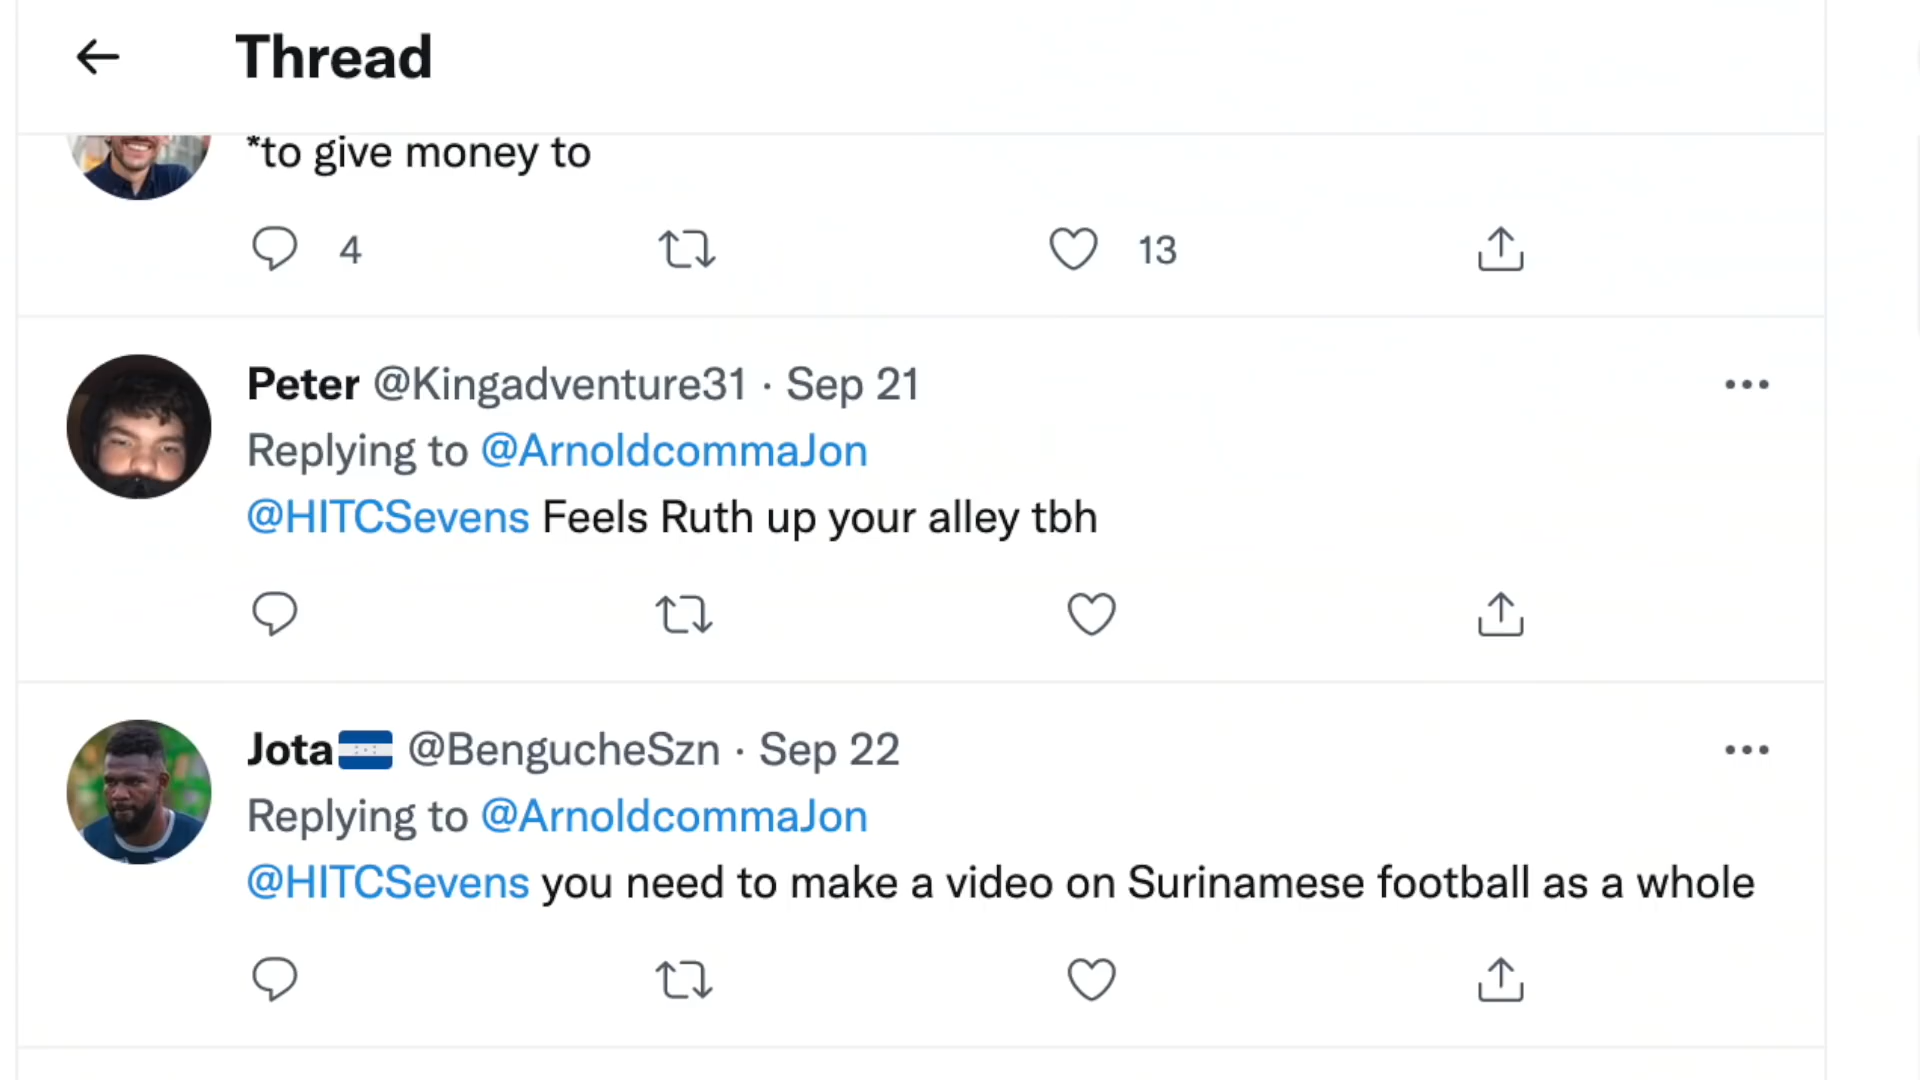 Thread
*to give money to
4 13
Peter @Kingadventure31 · Sep 21
Replying to @ArnoldcommaJon
@HITCSevens Feels Ruth up your alley tbh
Jota @BengucheSzn · Sep 22
Replying to @ArnoldcommaJon
@HITCSevens you need to make a video on Surinamese football as a whole